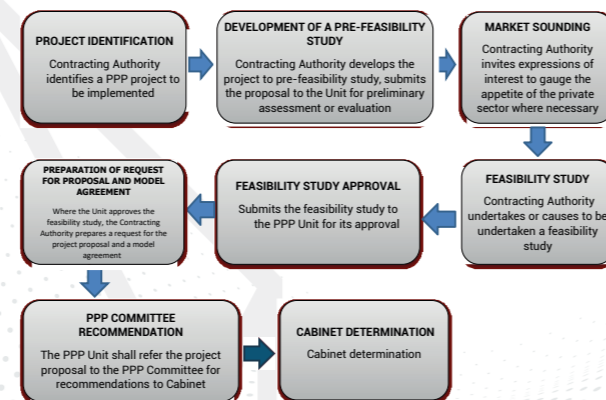 PROJECT IDENTIFICATION
Contracting Authority
identifies a PPP project to
be implemented
DEVELOPMENT OF A PRE-FEASIBILITY
STUDY
Contracting Authority develops the
project to pre-feasibility study, submits
the proposal to the Unit for preliminary
assessment or evaluation
MARKET SOUNDING
Contracting Authority
invites expressions of
interest to gauge the
appetite of the private
sector where necessary
FEASIBILITY STUDY
Contracting Authority
undertakes or causes to be
undertaken a feasibility
study
FEASIBILITY STUDY APPROVAL
Submits the feasibility study to
the PPP Unit for its approval
PREPARATION OF REQUEST
FOR PROPOSAL AND MODEL
AGREEMENT
Where the Unit approves the
feasibility study, the Contracting
Authority prepares a request for the
project proposal and a model
agreement
PPP COMMITTEE
RECOMMENDATION
The PPP Unit shall refer the project
proposal to the PPP Committee for
recommendations to Cabinet
CABINET DETERMINATION
Cabinet determination